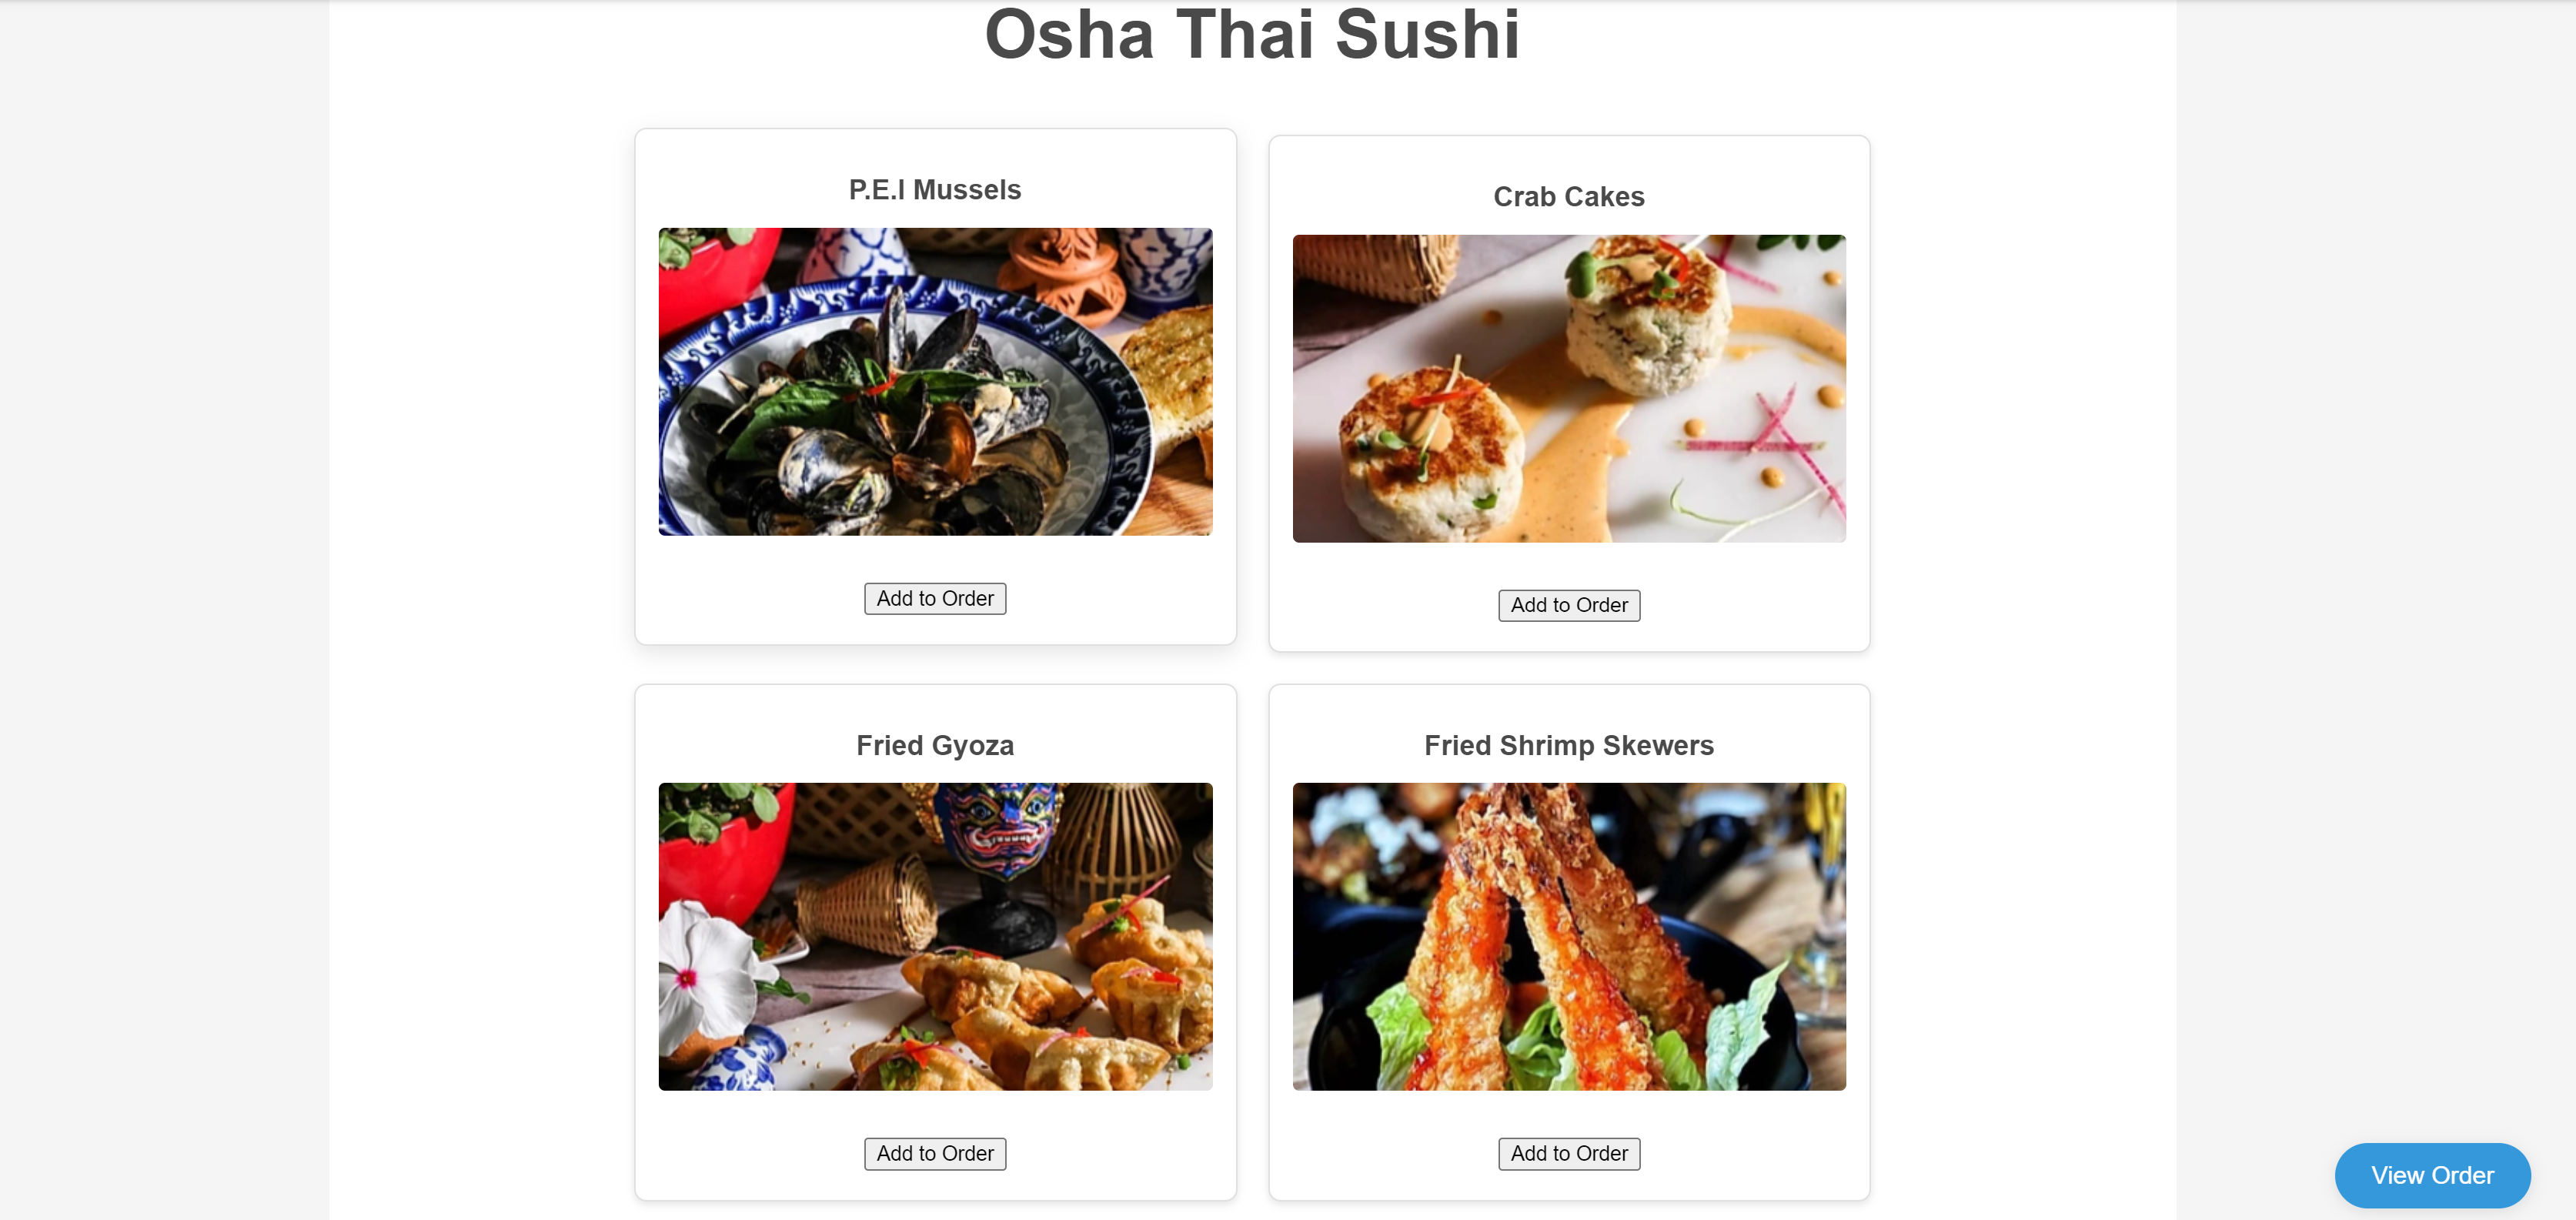 Osha Thai Sushi
P.E.I Mussels
Crab Cakes
Add to Order
Add to Order
Fried Gyoza
Fried Shrimp Skewers
Add to Order
Add to Order
View Order